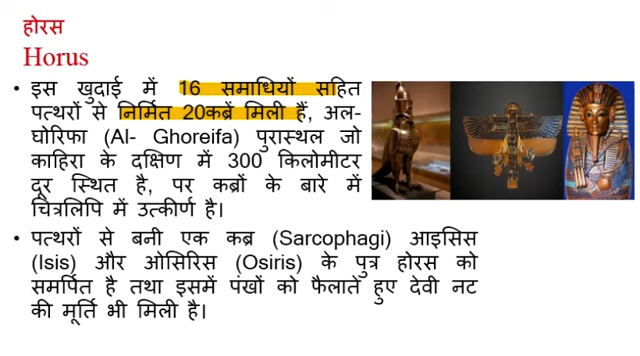 होरस
Horus
• इस खुदाई में 16 समाधियों सहित
पत्थरों से निर्मित 20कब्रें मिली हैं, अल-
घोरिफा (Al- Ghoreifa) पुरास्थल जो
काहिरा के दक्षिण में 300 किलोमीटर
दूर स्थित है, पर कब्रों के बारे में
चित्रलिपि में उत्कीर्ण है।
• पत्थरों से बनी एक कब्र (Sarcophagi) आइसिस
(Isis) और ओसिरिस (Osiris) के पुत्र होरस को
समर्पित है तथा इसमें पंखों को फैलाते हुए देवी नट
की मूर्ति भी मिली है।